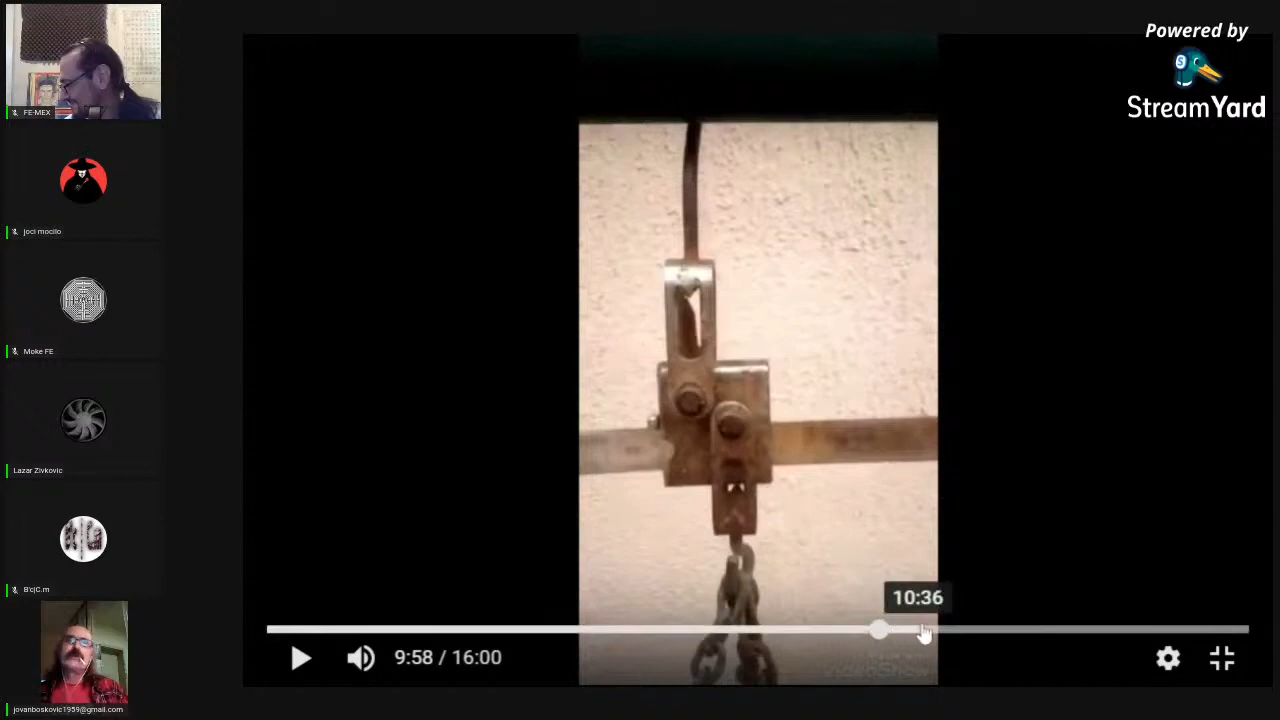 Powered by
StreamYard
FE-MEX
joci mocilo
Moke FE
Lazar Zivkovic
B'c|C.m
jovanboskovic1959@gmail.com
10:36
9:58 / 16:00